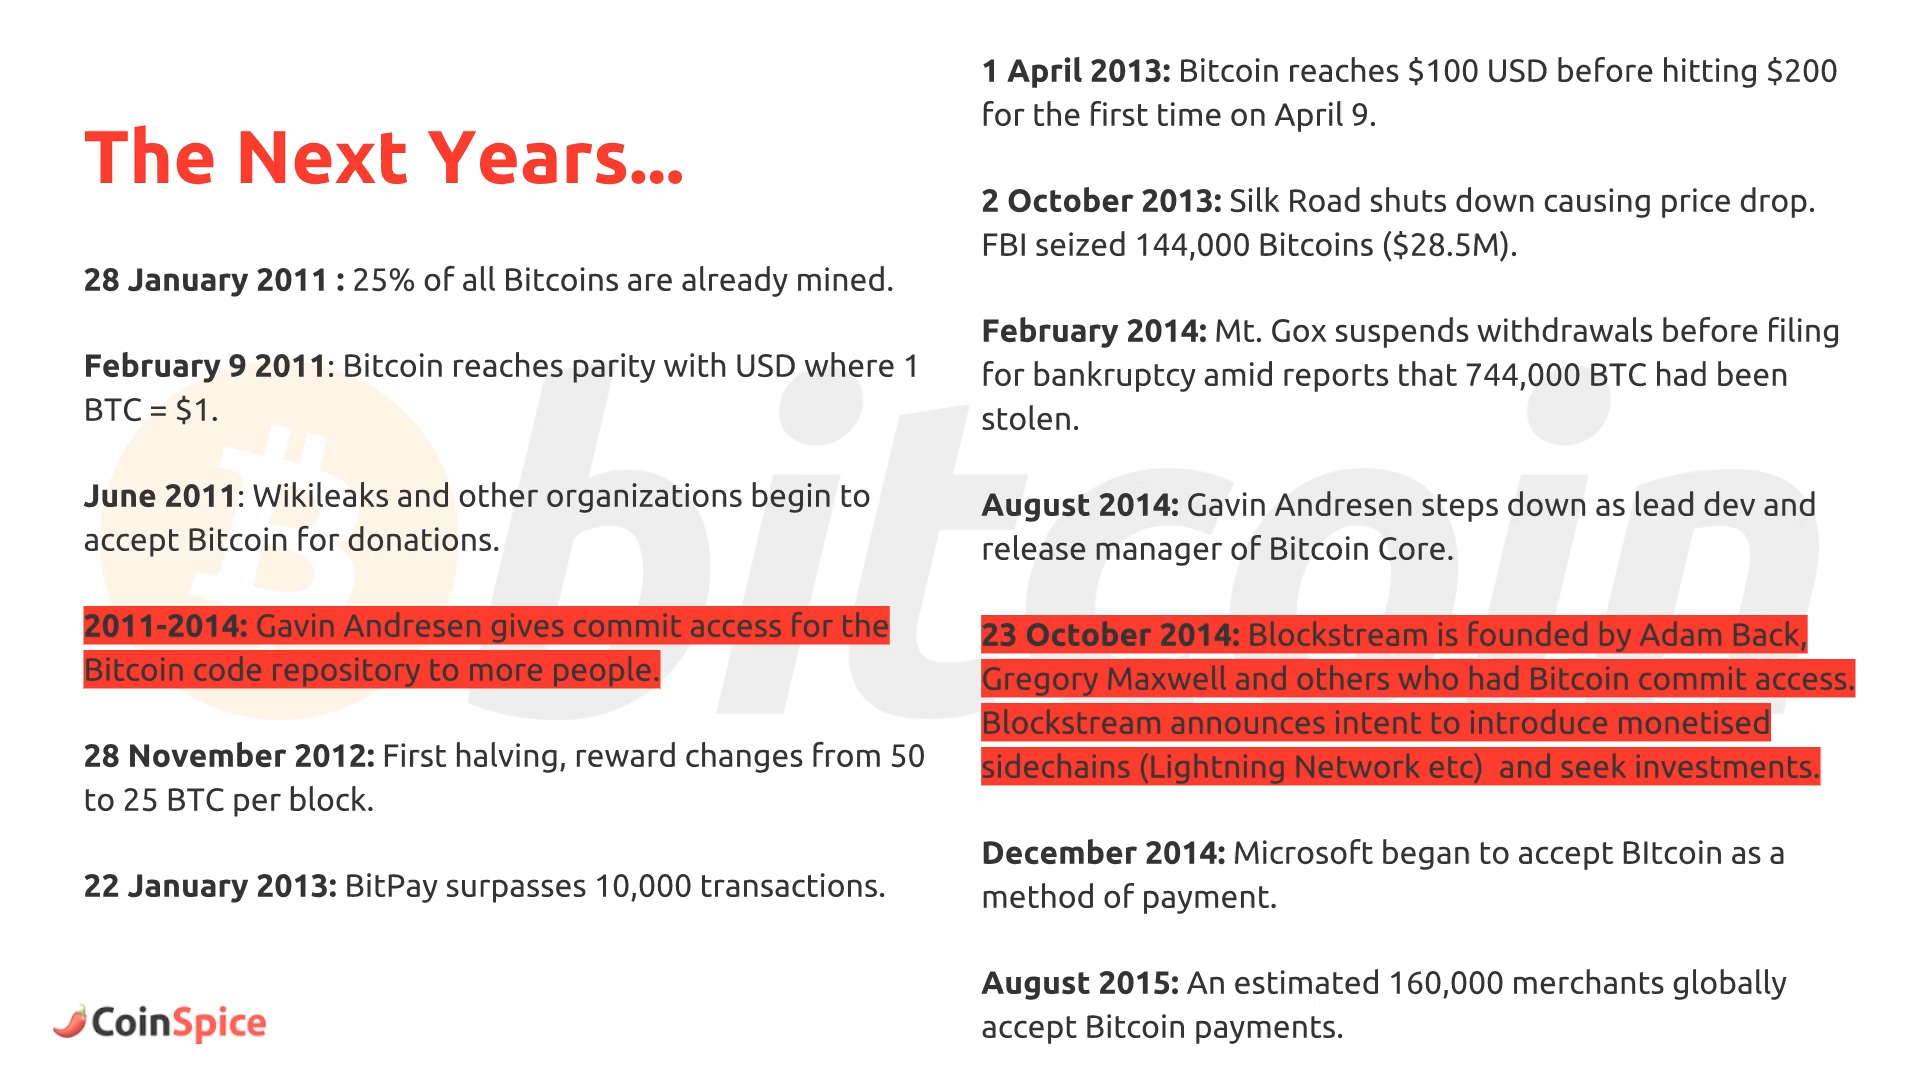 The Next Years...
28 January 2011 : 25% of all Bitcoins are already mined.
February 9 2011: Bitcoin reaches parity with USD where 1
BTC = $1.
June 2011: Wikileaks and other organizations begin to
accept Bitcoin for donations.
2011-2014: Gavin Andresen gives commit access for the
Bitcoin code repository to more people.
28 November 2012: First halving, reward changes from 50
to 25 BTC per block.
22 January 2013: BitPay surpasses 10,000 transactions.
1 April 2013: Bitcoin reaches $100 USD before hitting $200
for the first time on April 9.
2 October 2013: Silk Road shuts down causing price drop.
FBI seized 144,000 Bitcoins ($28.5M).
February 2014: Mt. Gox suspends withdrawals before filing
for bankruptcy amid reports that 744,000 BTC had been
stolen.
August 2014: Gavin Andresen steps down as lead dev and
release manager of Bitcoin Core.
23 October 2014: Blockstream is founded by Adam Back,
Gregory Maxwell and others who had Bitcoin commit access.
Blockstream announces intent to introduce monetised
sidechains (Lightning Network etc)  and seek investments.
December 2014: Microsoft began to accept BItcoin as a
method of payment.
August 2015: An estimated 160,000 merchants globally
accept Bitcoin payments.
bitcoin
CoinSpice